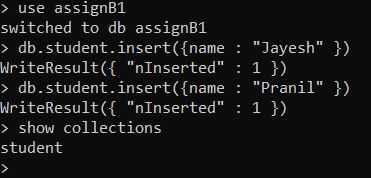 > use assignB1
switched to db assignB1
> db.student.insert({name : "Jayesh" })
WriteResult({ "nInserted" : 1 })
> db.student.insert({name : "Pranil" })
WriteResult({ "nInserted" : 1 })
> show collections
student
>